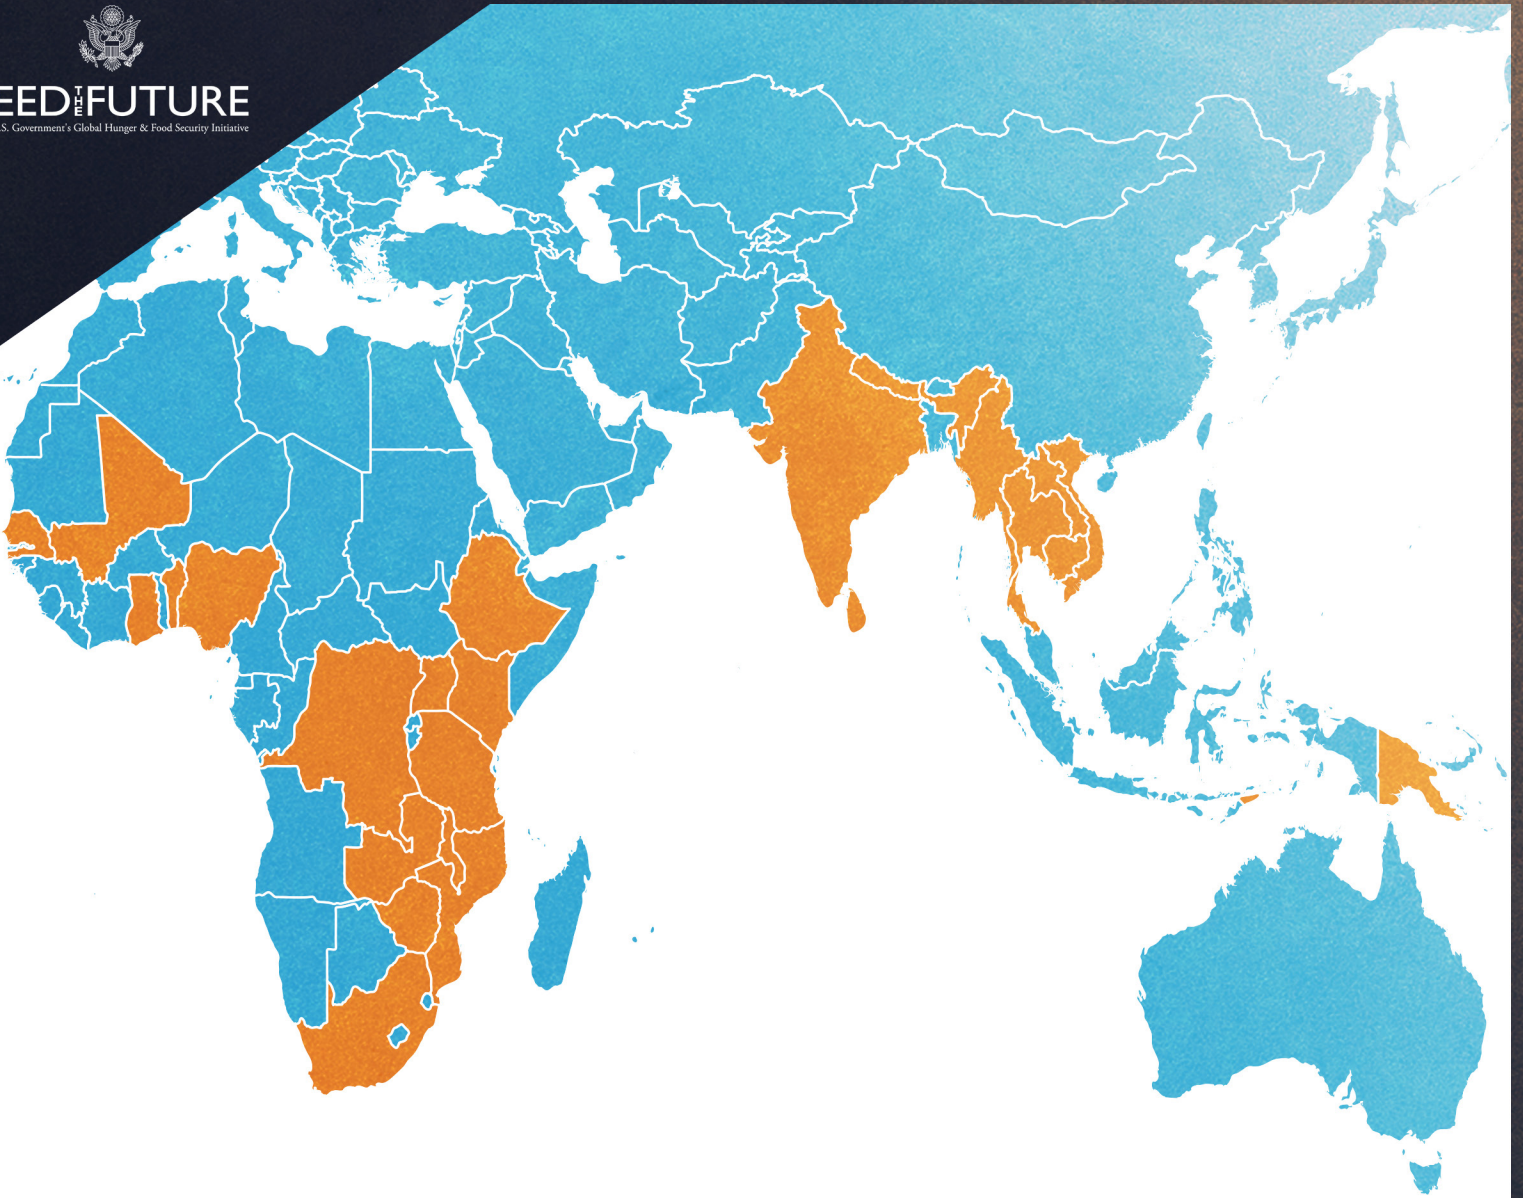 EED THE FUTURE
.S. Government's Global Hunger & Food Security Initiative